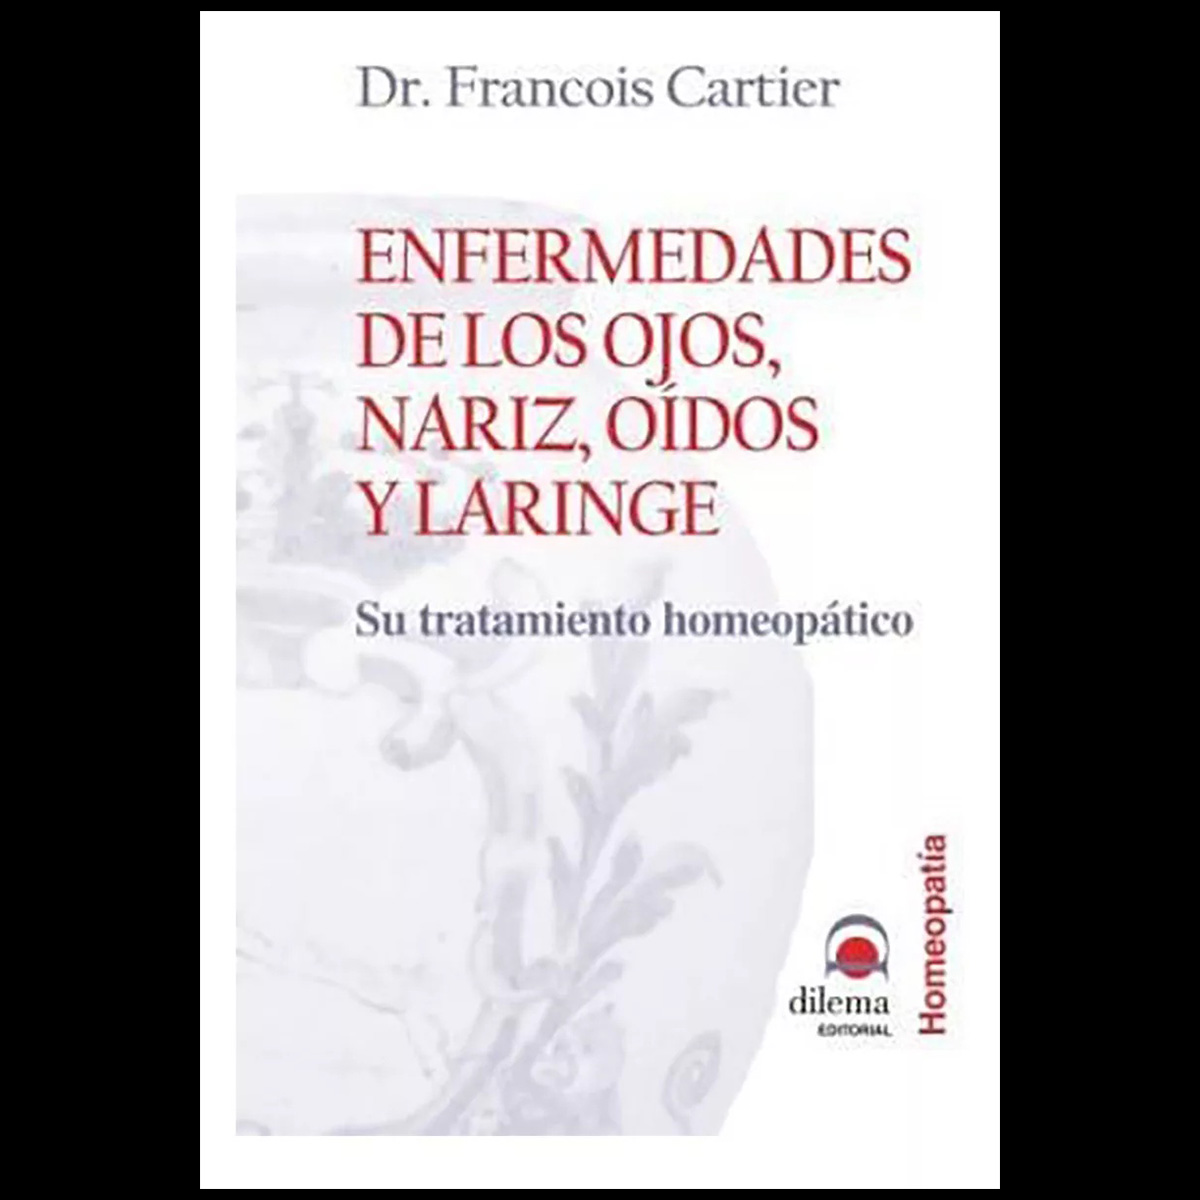 Dr. Francois Cartier
ENFERMEDADES
DE LOS OJOS,
NARIZ, OÍDOS
Y LARINGE
Su tratamiento homeopático
Homeopatía
dilema
EDITORIAL